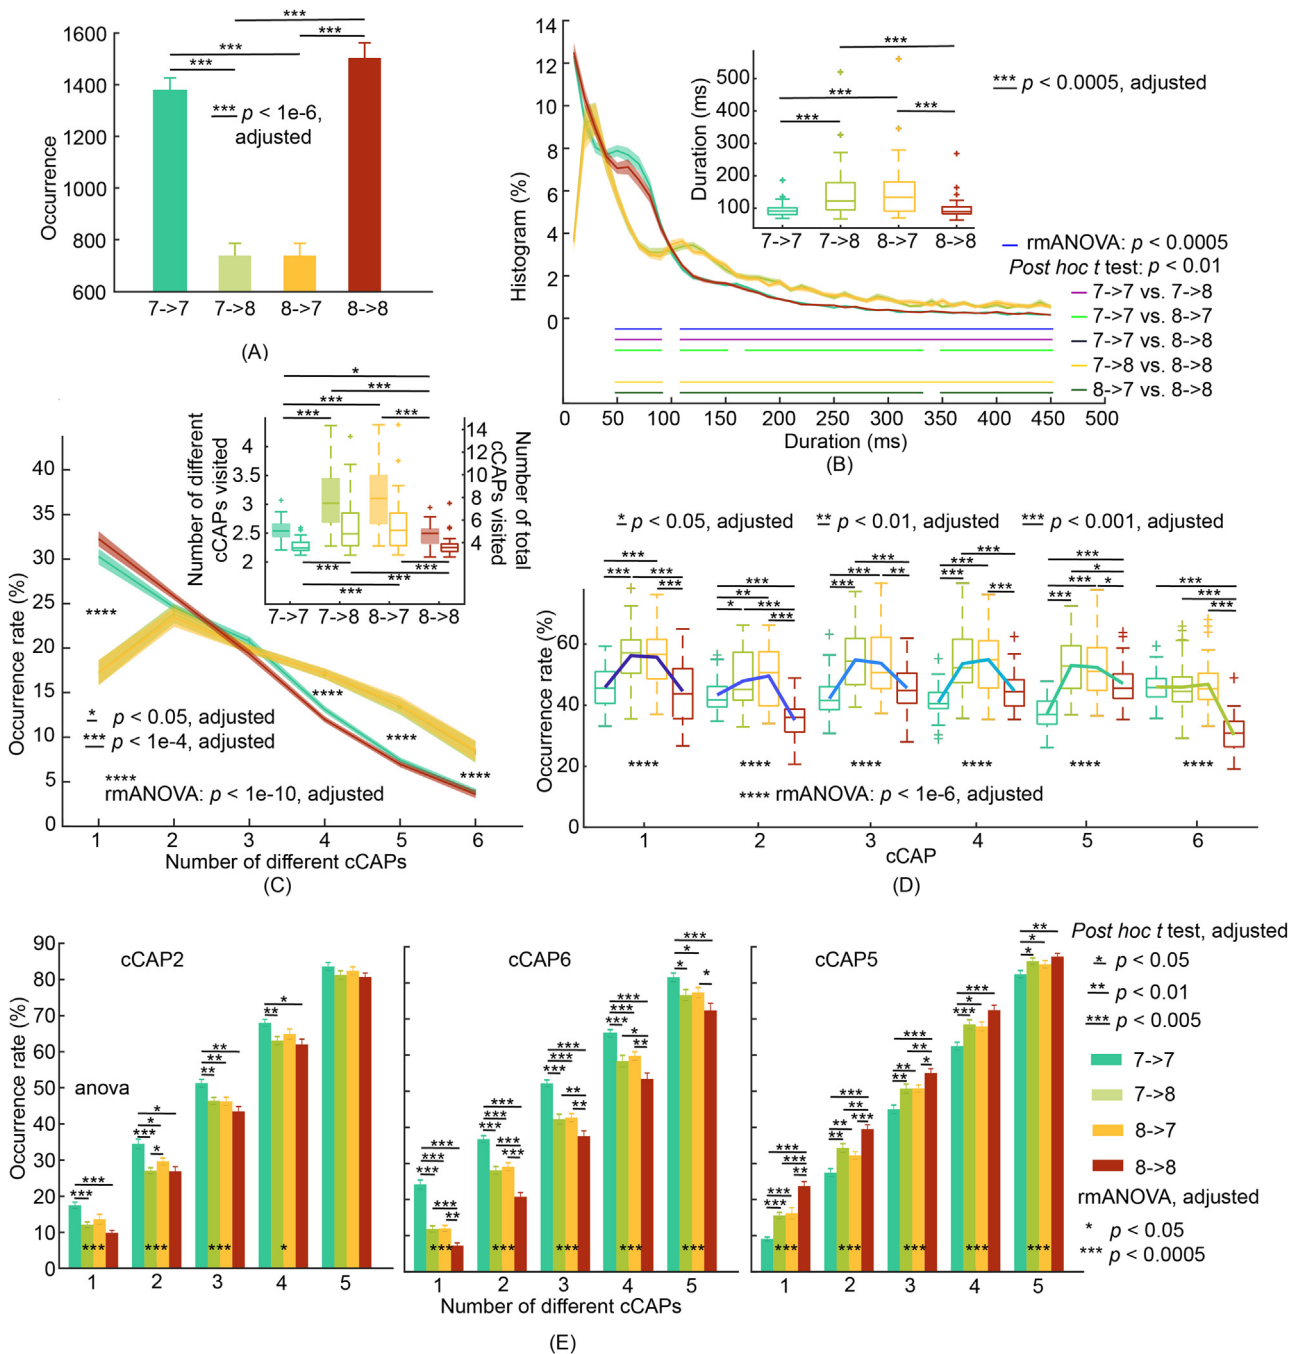 1600
1400
1200
1000
800
600
Occurrence
***
***
***
***
*** p < 1e-6,
adjusted
7->7 7->8 8->7 8->8
(A)
14
12
10
8
6
4
2
0
Histogram (%)
500
400
300
200
100
Duration (ms)
***
***
***
***
7->7 7->8 8->7 8->8
*** p < 0.0005, adjusted
rmANOVA: p < 0.0005
Post hoc t test: p < 0.01
7->7 vs. 7->8
7->7 vs. 8->7
7->7 vs. 8->8
7->8 vs. 8->8
8->7 vs. 8->8
0 50 100 150 200 250 300 350 400 450 500
Duration (ms)
(B)
40
35
30
25
20
15
10
5
0
Occurrence rate (%)
*
***
***
*** ***
4
3.5
3
2.5
2
Number of different
cCAPs visited
14
12
10
8
6
4
Number of total
cCAPs visited
*** ***
***
***
7->7 7->8 8->7 8->8
****
****
****
****
* p < 0.05, adjusted
*** p < 1e-4, adjusted
****
rmANOVA: p < 1e-10, adjusted
1 2 3 4 5 6
Number of different cCAPs
(C)
* p < 0.05, adjusted ** p < 0.01, adjusted *** p < 0.001, adjusted
60
40
20
0
Occurrence rate (%)
***
*** ***
***
***
**
* ***
***
***
*** **
***
***
***
*** ***
***
*
*** *
***
***
***
***
**** **** **** **** **** ****
**** rmANOVA: p < 1e-6, adjusted
1 2 3 4 5 6
cCAP
(D)
90
80
70
60
50
40
30
20
10
0
Occurrence rate (%)
cCAP2
anova
***
***
*
*
***
*
**
**
**
*
**
*** *** *** *
1 2 3 4 5
cCAP6
***
***
***
***
**
***
***
***
***
***
***
***
***
**
**
***
***
***
*
**
***
*
*
*
*** *** *** *** ***
1 2 3 4 5
Number of different cCAPs
cCAP5
***
***
**
***
***
***
**
**
***
**
***
**
*
**
**
***
*
***
**
*
*
*** *** *** *** ***
1 2 3 4 5
Post hoc t test, adjusted
* p < 0.05
** p < 0.01
*** p < 0.005
7->7
7->8
8->7
8->8
rmANOVA, adjusted
* p < 0.05
*** p < 0.0005
(E)